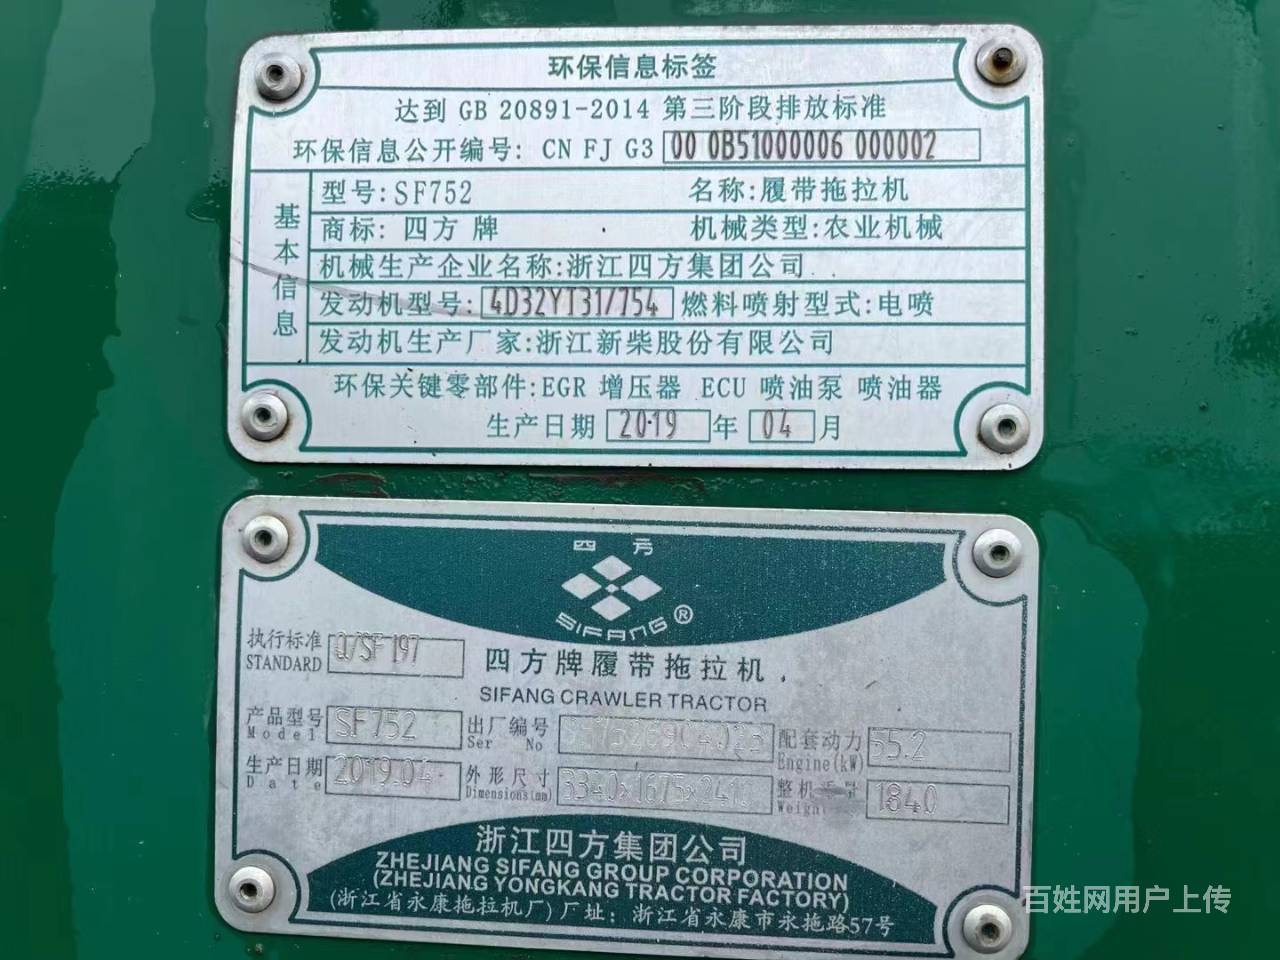 环保信息标签
达到 GB 20891-2014 第三阶段排放标准
环保信息公开编号: CN FJ G3 00 0B51000006 000002
基本信息
型号:SF752 名称:履带拖拉机
商标: 四方 牌 机械类型:农业机械
机械生产企业名称:浙江四方集团公司
发动机型号: 4D32YT31/754 燃料喷射型式:电喷
发动机生产厂家:浙江新柴股份有限公司
环保关键零部件:EGR 增压器 ECU 喷油泵 喷油器
生产日期 2019 年 04 月
四方
SIFANG®
执行标准 Q/SF 197
STANDARD
四方牌履带拖拉机
SIFANG CRAWLER TRACTOR
产品型号 SF752 出厂编号 配套动力 55.2
Model Ser No Engine(kW)
生产日期 2019.04 外形尺寸 3340×1675×2410 整机
Date Dimensions(mm) Weight 1840
浙江四方集团公司
ZHEJIANG SIFANG GROUP CORPORATION
(ZHEJIANG YONGKANG TRACTOR FACTORY)
(浙江省永康拖拉机厂) 厂址: 浙江省永康市永拖路57号
百姓网用户上传